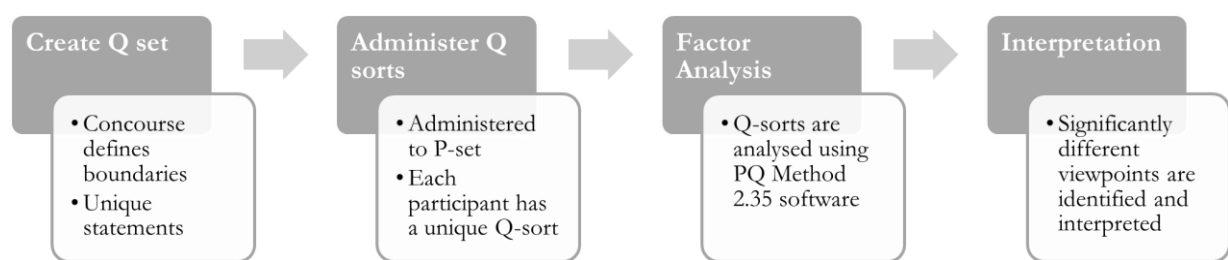 Create Q set
• Concourse
defines
boundaries
• Unique
statements
Administer Q
sorts
• Administered
to P-set
• Each
participant has
a unique Q-sort
Factor
Analysis
• Q-sorts are
analysed using
PQ Method
2.35 software
Interpretation
• Significantly
different
viewpoints are
identified and
interpreted